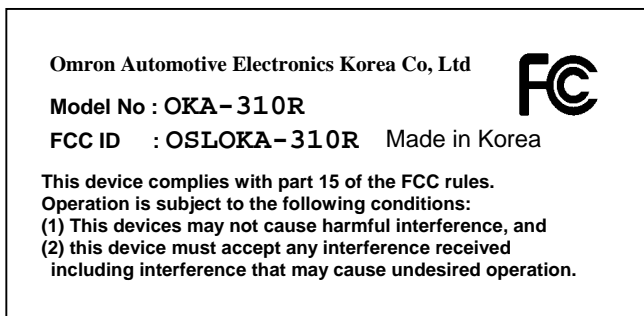 Omron Automotive Electronics Korea Co, Ltd
FC
Model No : OKA-310R
FCC ID : OSLOKA-310R Made in Korea
This device complies with part 15 of the FCC rules.
Operation is subject to the following conditions:
(1) This devices may not cause harmful interference, and
(2) this device must accept any interference received
including interference that may cause undesired operation.